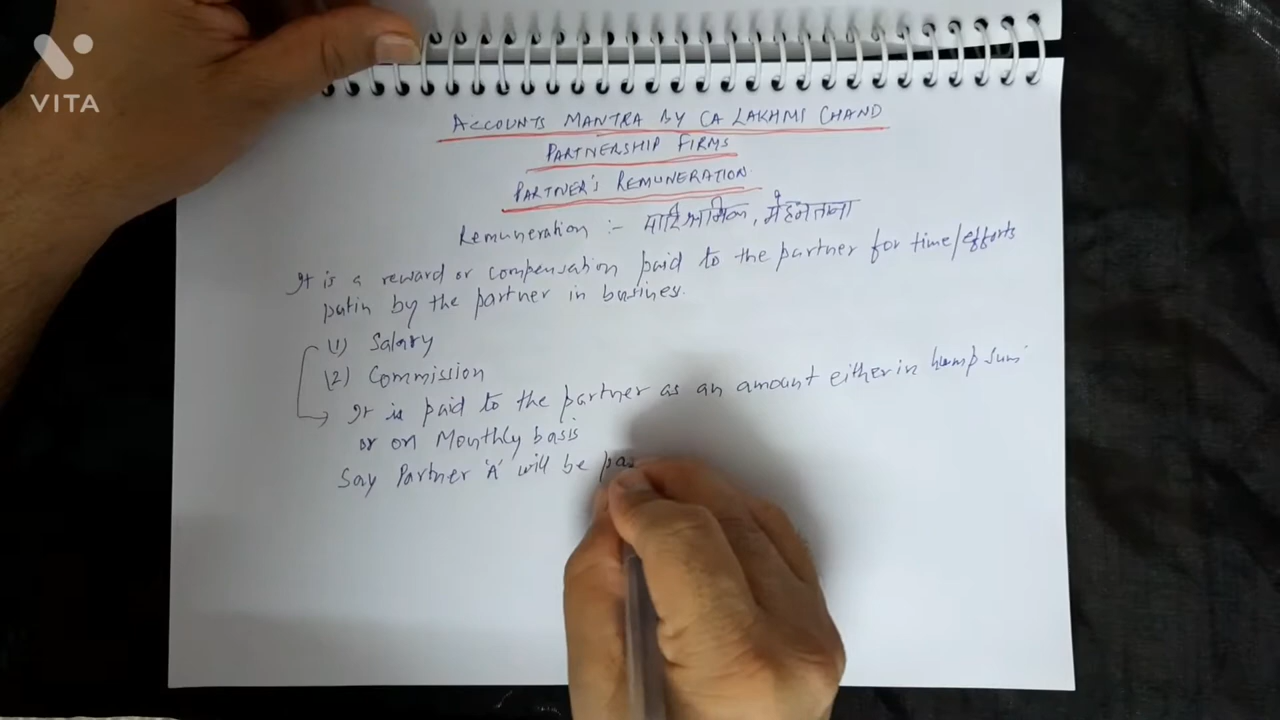 VITA
ACCOUNTS MANTRA BY CA LAKHMI CHAND
PARTNERSHIP FIRMS
PARTNER'S REMUNERATION
Remuneration :- पारिश्रमिक, मेहनताना
It is a reward or compensation paid to the partner for time/efforts
putin by the partner in business.
(1) Salary
(2) Commission
It is paid to the partner as an amount either in lump sum
or on Monthly basis
Say Partner 'A' will be pa